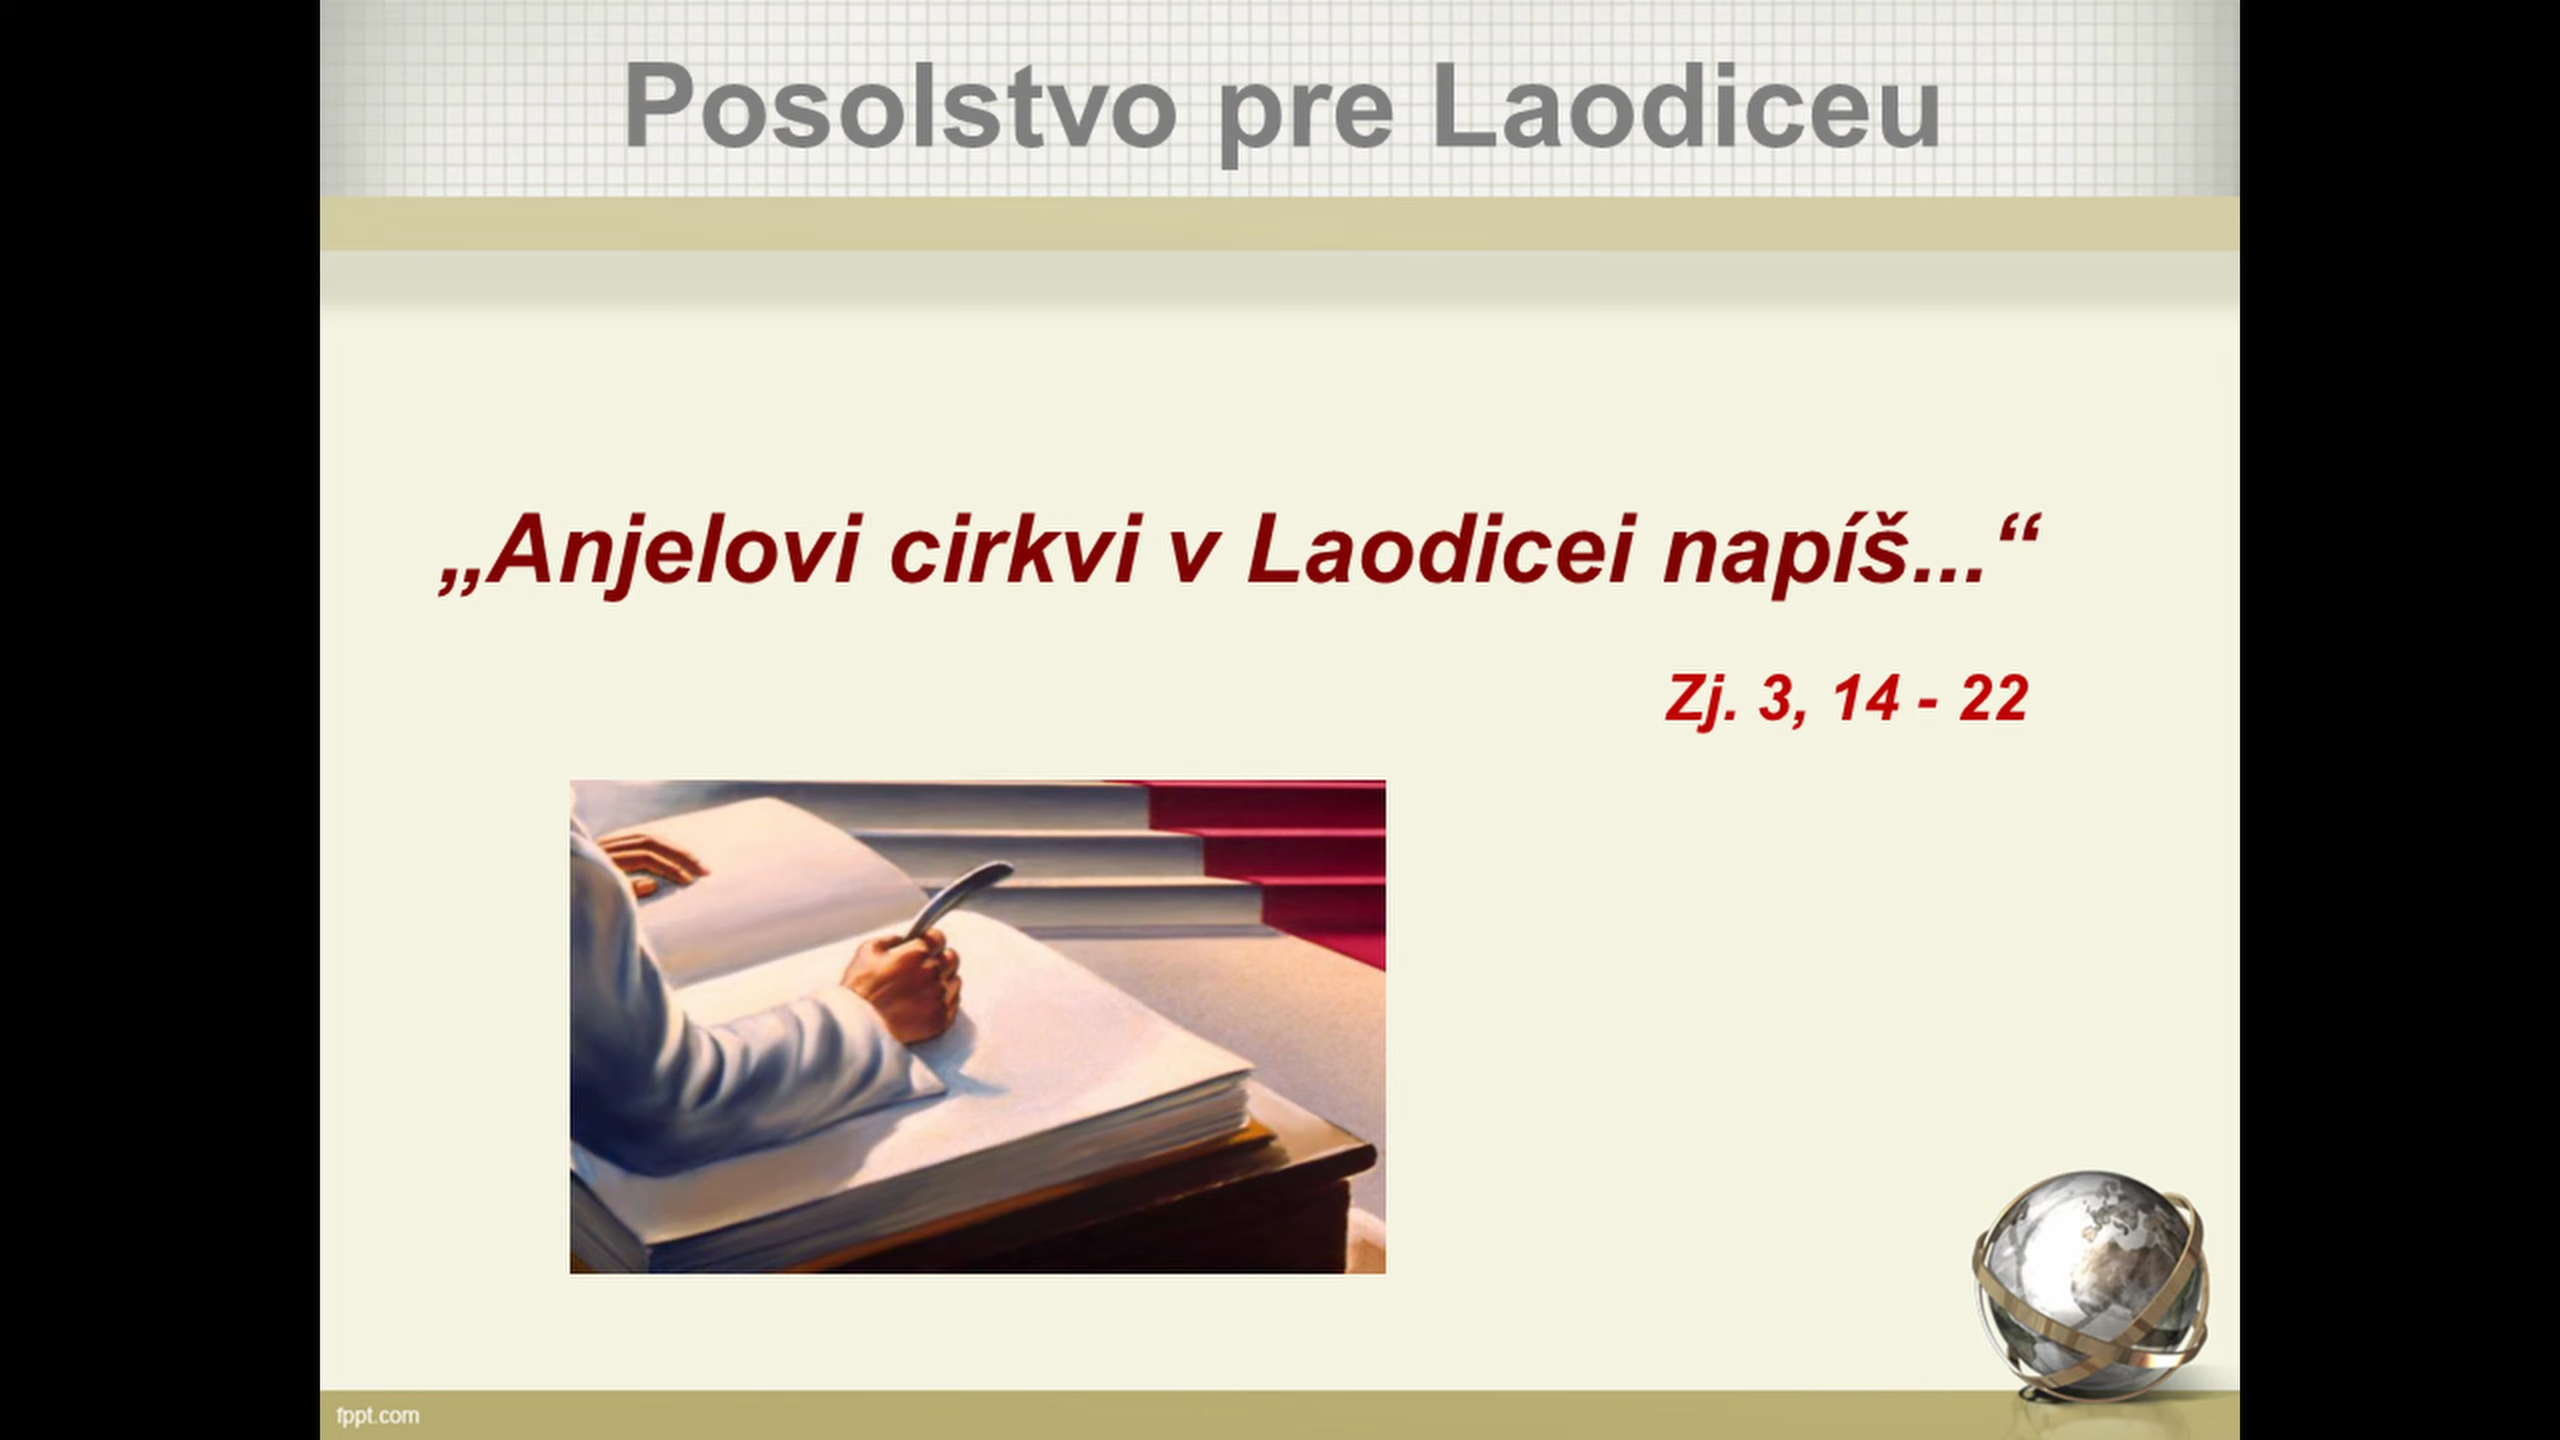 Posolstvo pre Laodiceu
„Anjelovi cirkvi v Laodicei napíš...“
Zj. 3, 14 - 22
fppt.com